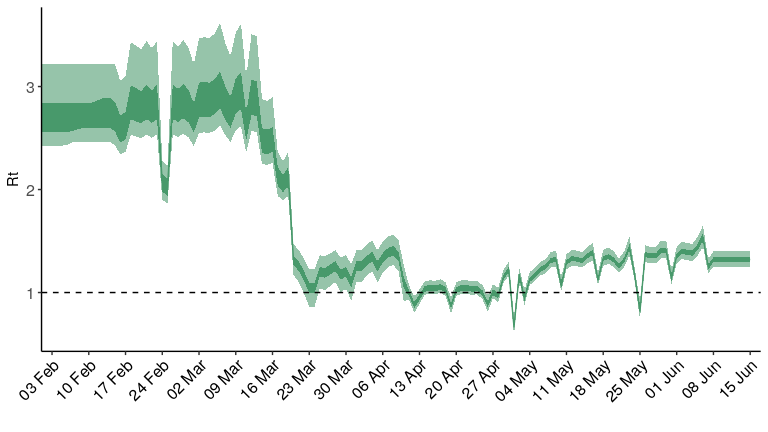 Rt
3
2
1
03 Feb
10 Feb
17 Feb
24 Feb
02 Mar
09 Mar
16 Mar
23 Mar
30 Mar
06 Apr
13 Apr
20 Apr
27 Apr
04 May
11 May
18 May
25 May
01 Jun
08 Jun
15 Jun